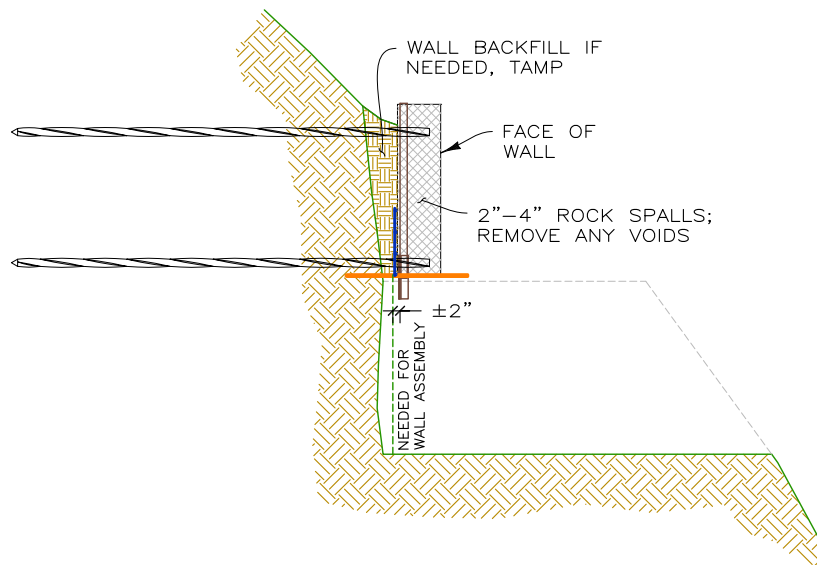 WALL BACKFILL IF
NEEDED, TAMP
FACE OF
WALL
2”–4” ROCK SPALLS;
REMOVE ANY VOIDS
±2”
NEEDED FOR
WALL ASSEMBLY